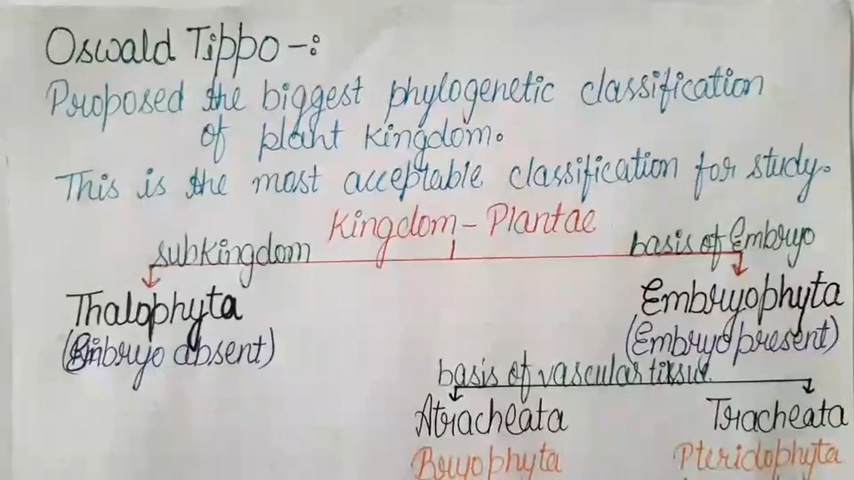 Oswald Tippo -:
Proposed the biggest phylogenetic classification
of plant kingdom.
This is the most acceptable classification for study.
Kingdom - Plantae
subkingdom
basis of Embryo
Thalophyta
Embryophyta
(Embryo absent)
(Embryo present)
basis of vascular tissue
Atracheata
Tracheata
Bryophyta
Pteridophyta